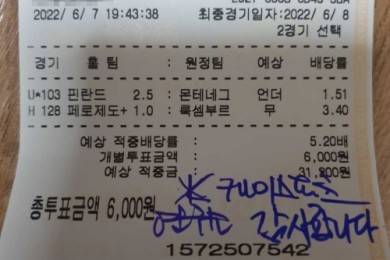 2022/ 6/ 7 19:43:38 최종경기일자:2022/ 6/ 8
2경기 선택
경기 홈 팀 : 원정팀 예상 배당률
U*103 핀란드 2.5 : 몬테네그 언더 1.51
H 128 페로제도+ 1.0 : 룩셈부르 무 3.40
예상 적중배당률 : 5.20배
개별투표금액 : 6,000원
예상 적중금 : 31,200원
총투표금액 6,000원
케이스포츠
감사합니다
1572507542